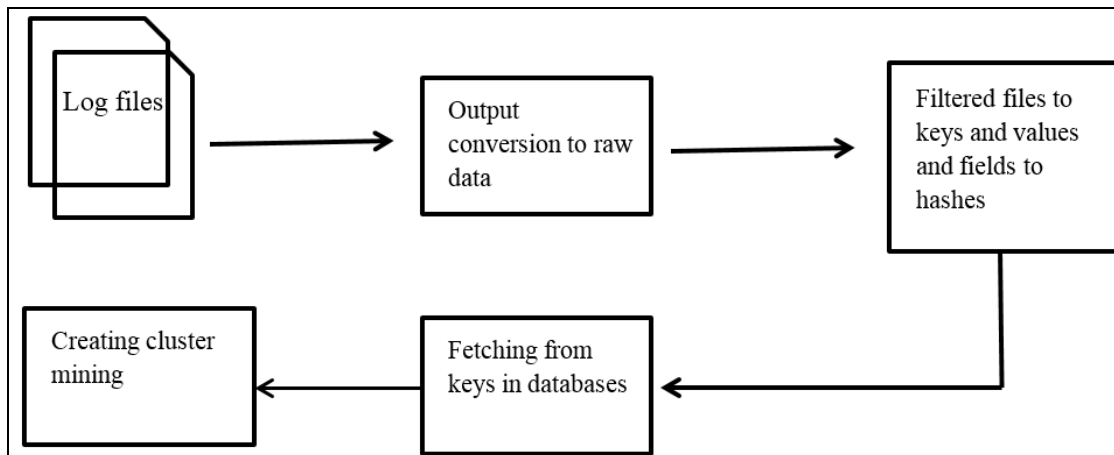 Log files
Output
conversion to raw
data
Filtered files to
keys and values
and fields to
hashes
Creating cluster
mining
Fetching from
keys in databases